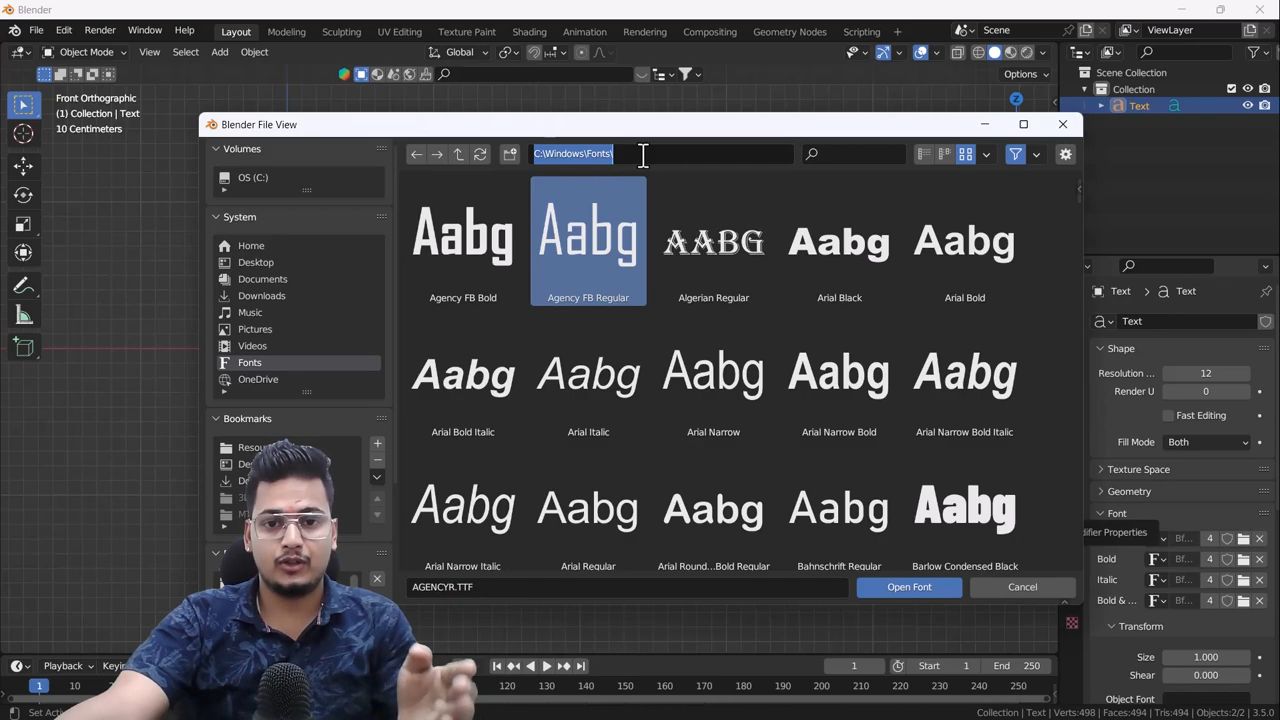 Blender
File Edit Render Window Help Layout Modeling Sculpting UV Editing Texture Paint Shading Animation Rendering Compositing Geometry Nodes Scripting + Scene ViewLayer
Object Mode View Select Add Object Global
Options
Front Orthographic
(1) Collection | Text
10 Centimeters
Z
Scene Collection
Collection
Text
Blender File View
Volumes
OS (C:)
System
Home
Desktop
Documents
Downloads
Music
Pictures
Videos
Fonts
OneDrive
Bookmarks
C:\Windows\Fonts\
Aabg Aabg AABG Aabg Aabg
Agency FB Bold Agency FB Regular Algerian Regular Arial Black Arial Bold
Aabg Aabg Aabg Aabg Aabg
Arial Bold Italic Arial Italic Arial Narrow Arial Narrow Bold Arial Narrow Bold Italic
Aabg Aabg Aabg Aabg Aabg
Arial Narrow Italic Arial Regular Arial Round...Bold Regular Bahnschrift Regular Barlow Condensed Black
AGENCYR.TTF Open Font Cancel
Text Text
Text
Shape
Resolution ... 12
Render U 0
Fast Editing
Fill Mode Both
Texture Space
Geometry
Font
Bf... 4
Bold Bf... 4
Italic Bf... 4
Bold & ... Bf... 4
Transform
Size 1.000
Shear 0.000
Object Font
Playback
1 Start 1 End 250
1 10 120 130 140 150 160 170 180 190 200 210 220 230 240 250
Collection | Text | Verts:498 | Faces:494 | Tris:494 | Objects:2/2 | 3.5.0